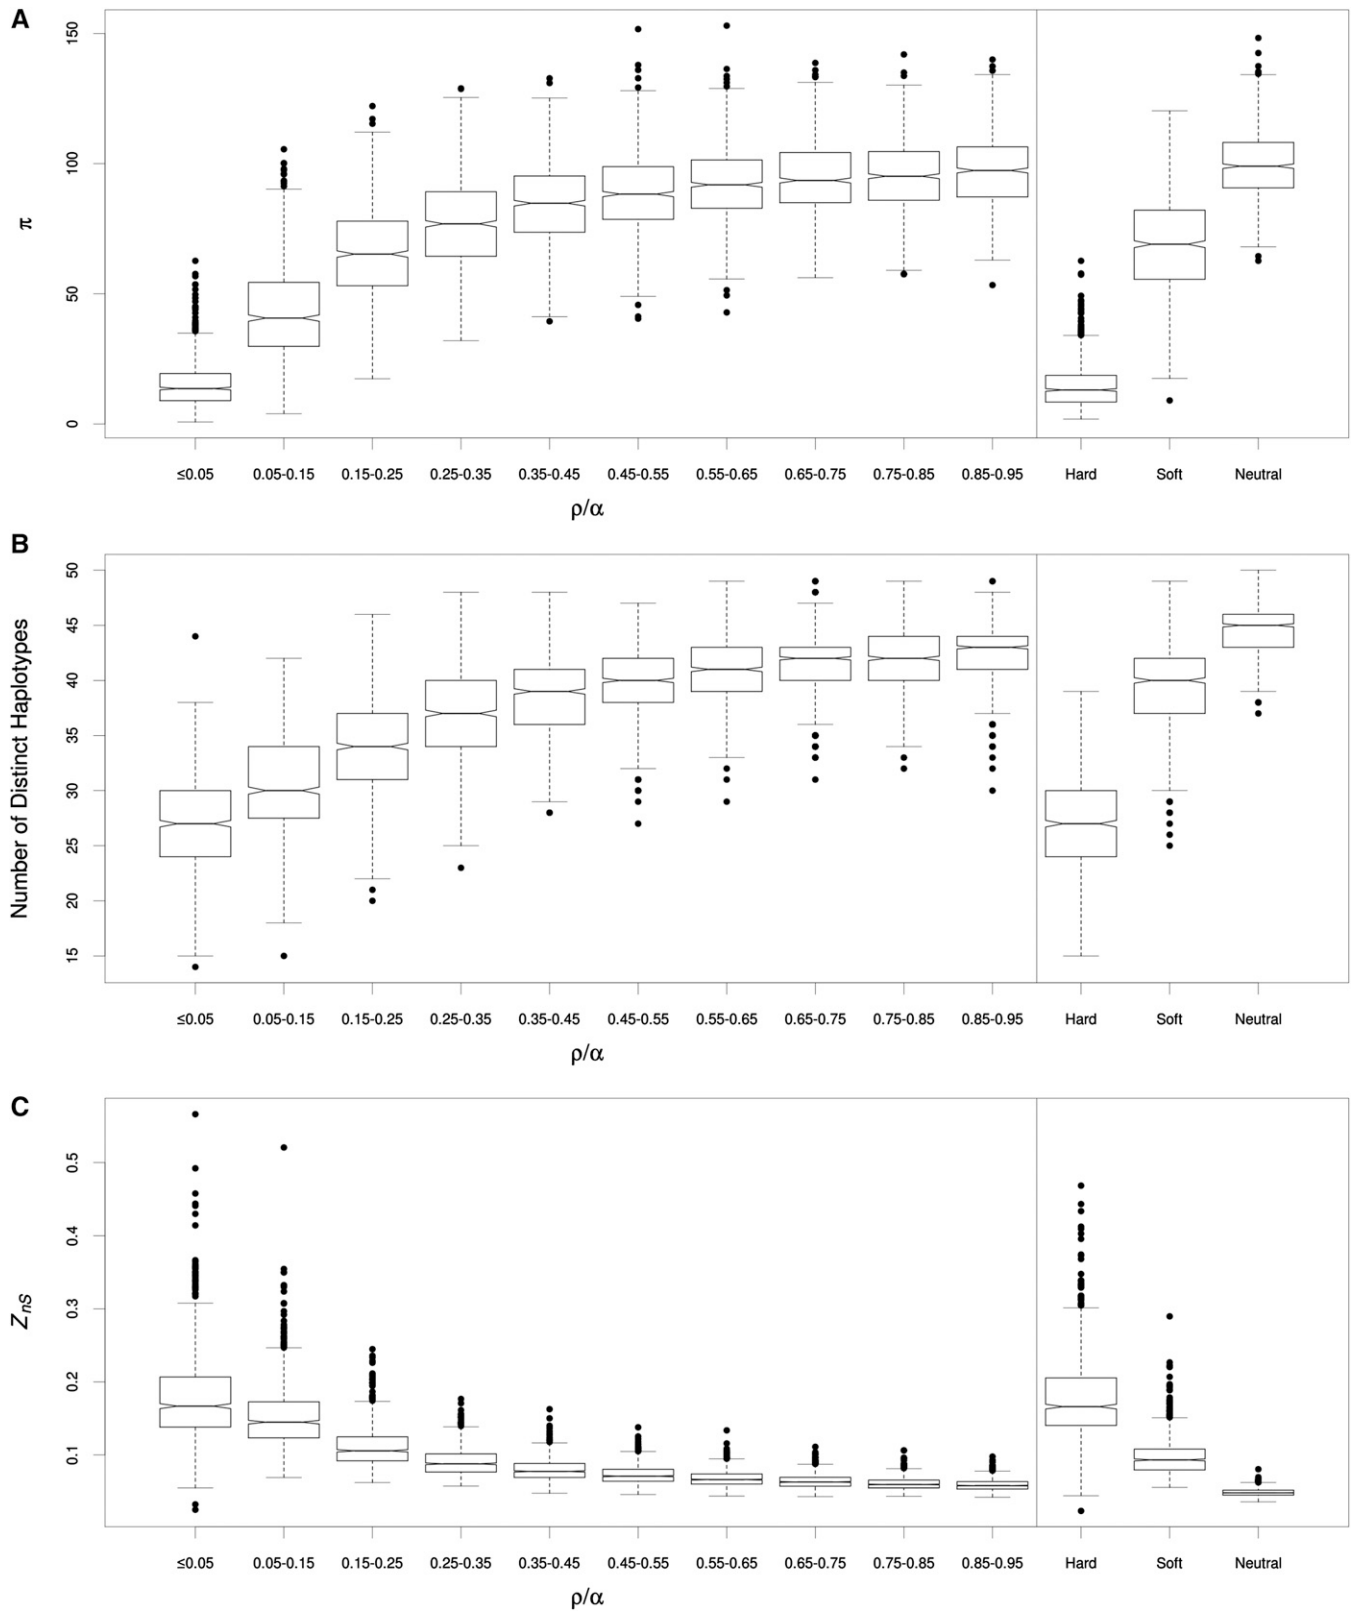 A
150
100
50
0
π
≤0.05 0.05-0.15 0.15-0.25 0.25-0.35 0.35-0.45 0.45-0.55 0.55-0.65 0.65-0.75 0.75-0.85 0.85-0.95 Hard Soft Neutral
ρ/α
B
50
45
40
35
30
25
20
15
Number of Distinct Haplotypes
≤0.05 0.05-0.15 0.15-0.25 0.25-0.35 0.35-0.45 0.45-0.55 0.55-0.65 0.65-0.75 0.75-0.85 0.85-0.95 Hard Soft Neutral
ρ/α
C
0.5
0.4
0.3
0.2
0.1
ZnS
≤0.05 0.05-0.15 0.15-0.25 0.25-0.35 0.35-0.45 0.45-0.55 0.55-0.65 0.65-0.75 0.75-0.85 0.85-0.95 Hard Soft Neutral
ρ/α